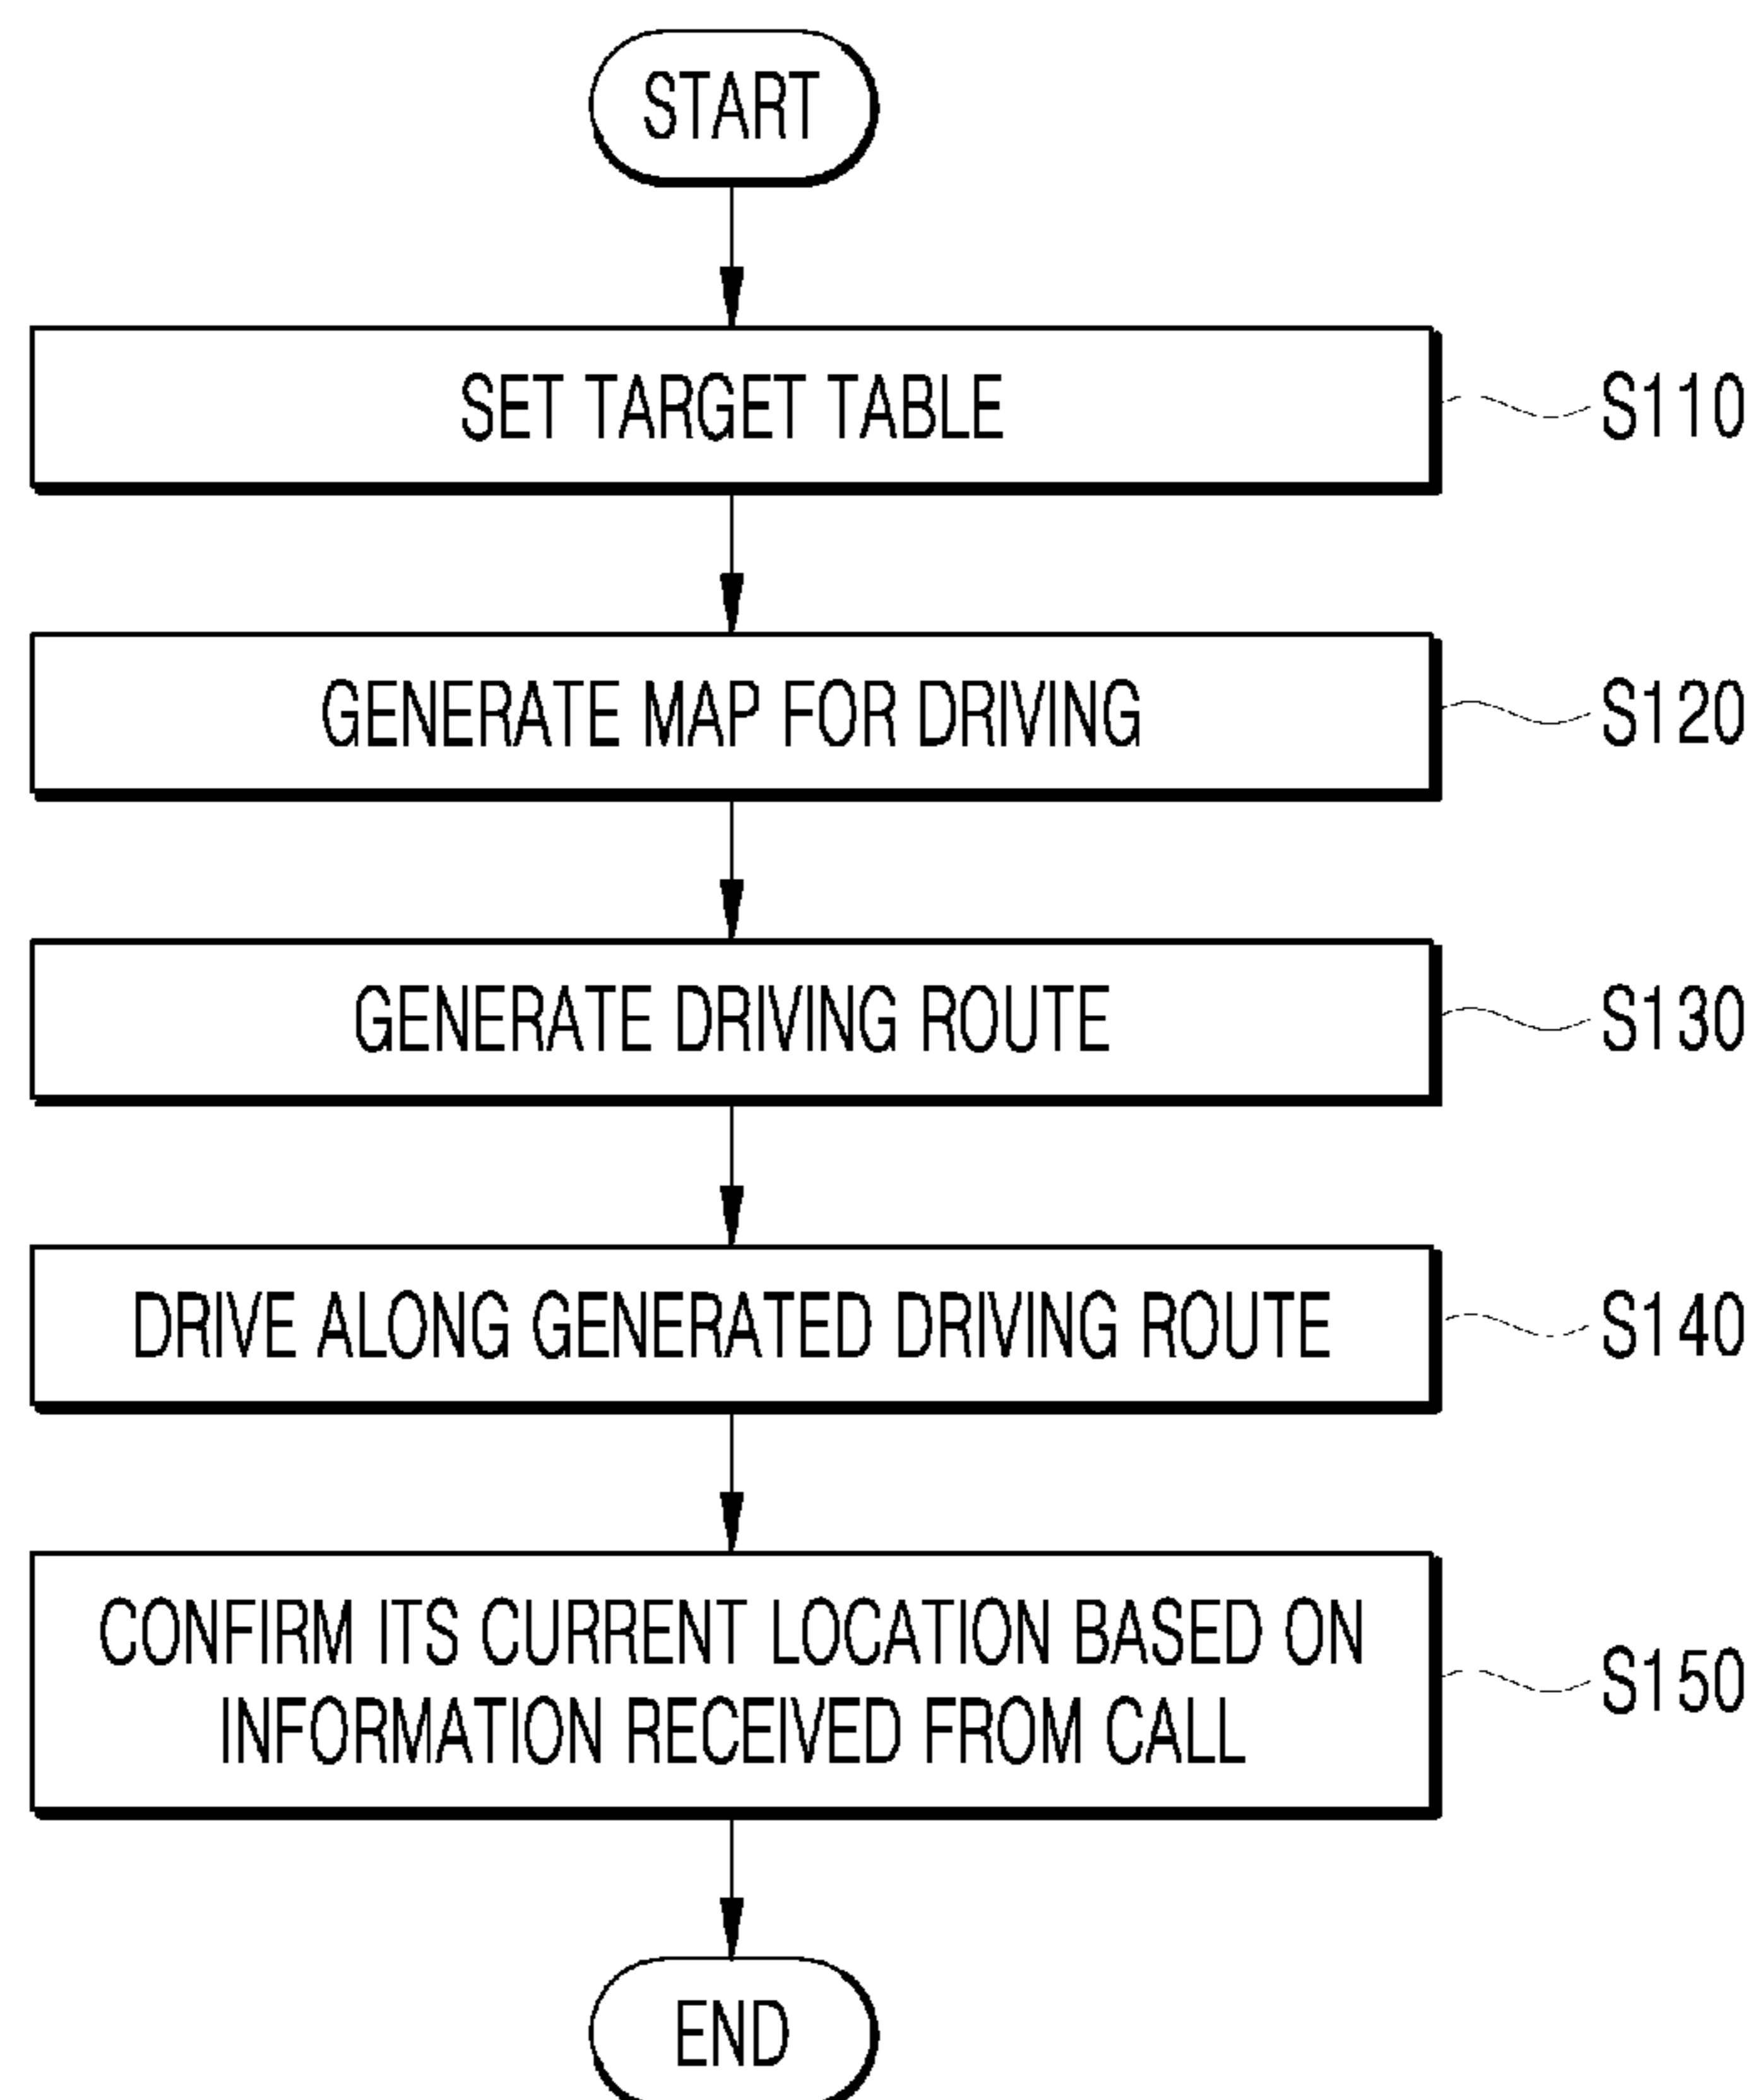 START
SET TARGET TABLE
S110
GENERATE MAP FOR DRIVING
S120
GENERATE DRIVING ROUTE
S130
DRIVE ALONG GENERATED DRIVING ROUTE
S140
CONFIRM ITS CURRENT LOCATION BASED ON
INFORMATION RECEIVED FROM CALL
S150
END